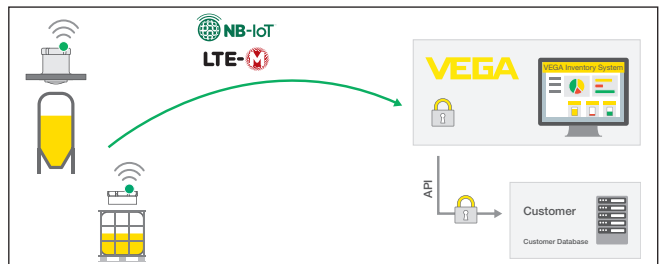 NB-IoT
LTE-M
VEGA
VEGA Inventory System
API
Customer
Customer Database